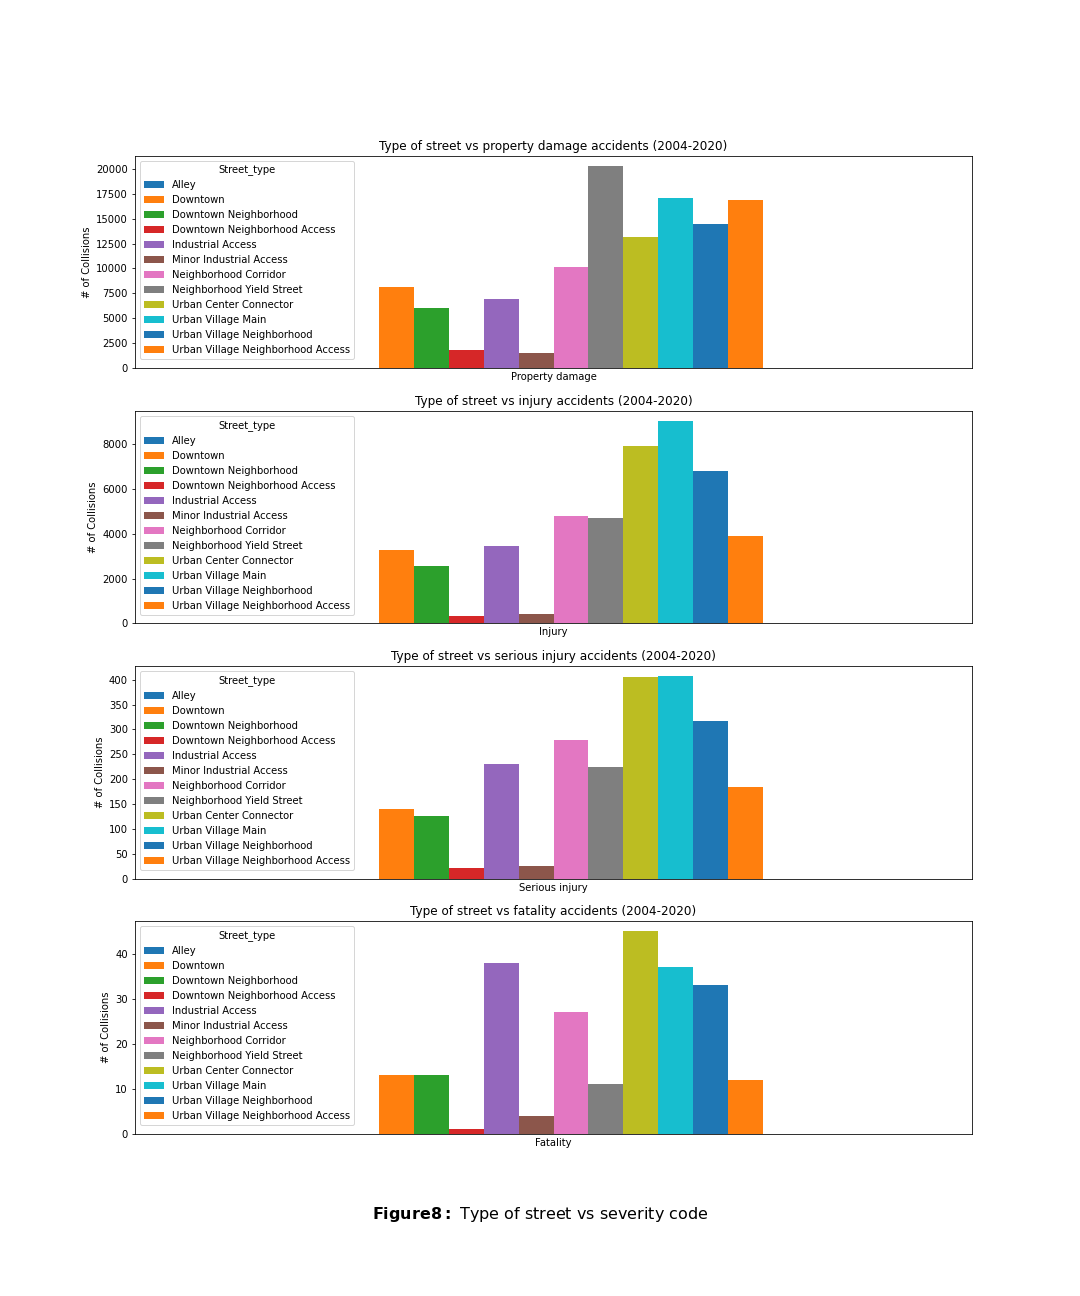 Type of street vs property damage accidents (2004-2020)
20000
17500
15000
12500
10000
7500
5000
2500
0
# of Collisions
Street_type
Alley
Downtown
Downtown Neighborhood
Downtown Neighborhood Access
Industrial Access
Minor Industrial Access
Neighborhood Corridor
Neighborhood Yield Street
Urban Center Connector
Urban Village Main
Urban Village Neighborhood
Urban Village Neighborhood Access
Property damage
Type of street vs injury accidents (2004-2020)
8000
6000
4000
2000
0
# of Collisions
Street_type
Alley
Downtown
Downtown Neighborhood
Downtown Neighborhood Access
Industrial Access
Minor Industrial Access
Neighborhood Corridor
Neighborhood Yield Street
Urban Center Connector
Urban Village Main
Urban Village Neighborhood
Urban Village Neighborhood Access
Injury
Type of street vs serious injury accidents (2004-2020)
400
350
300
250
200
150
100
50
0
# of Collisions
Street_type
Alley
Downtown
Downtown Neighborhood
Downtown Neighborhood Access
Industrial Access
Minor Industrial Access
Neighborhood Corridor
Neighborhood Yield Street
Urban Center Connector
Urban Village Main
Urban Village Neighborhood
Urban Village Neighborhood Access
Serious injury
Type of street vs fatality accidents (2004-2020)
40
30
20
10
0
# of Collisions
Street_type
Alley
Downtown
Downtown Neighborhood
Downtown Neighborhood Access
Industrial Access
Minor Industrial Access
Neighborhood Corridor
Neighborhood Yield Street
Urban Center Connector
Urban Village Main
Urban Village Neighborhood
Urban Village Neighborhood Access
Fatality
Figure8: Type of street vs severity code